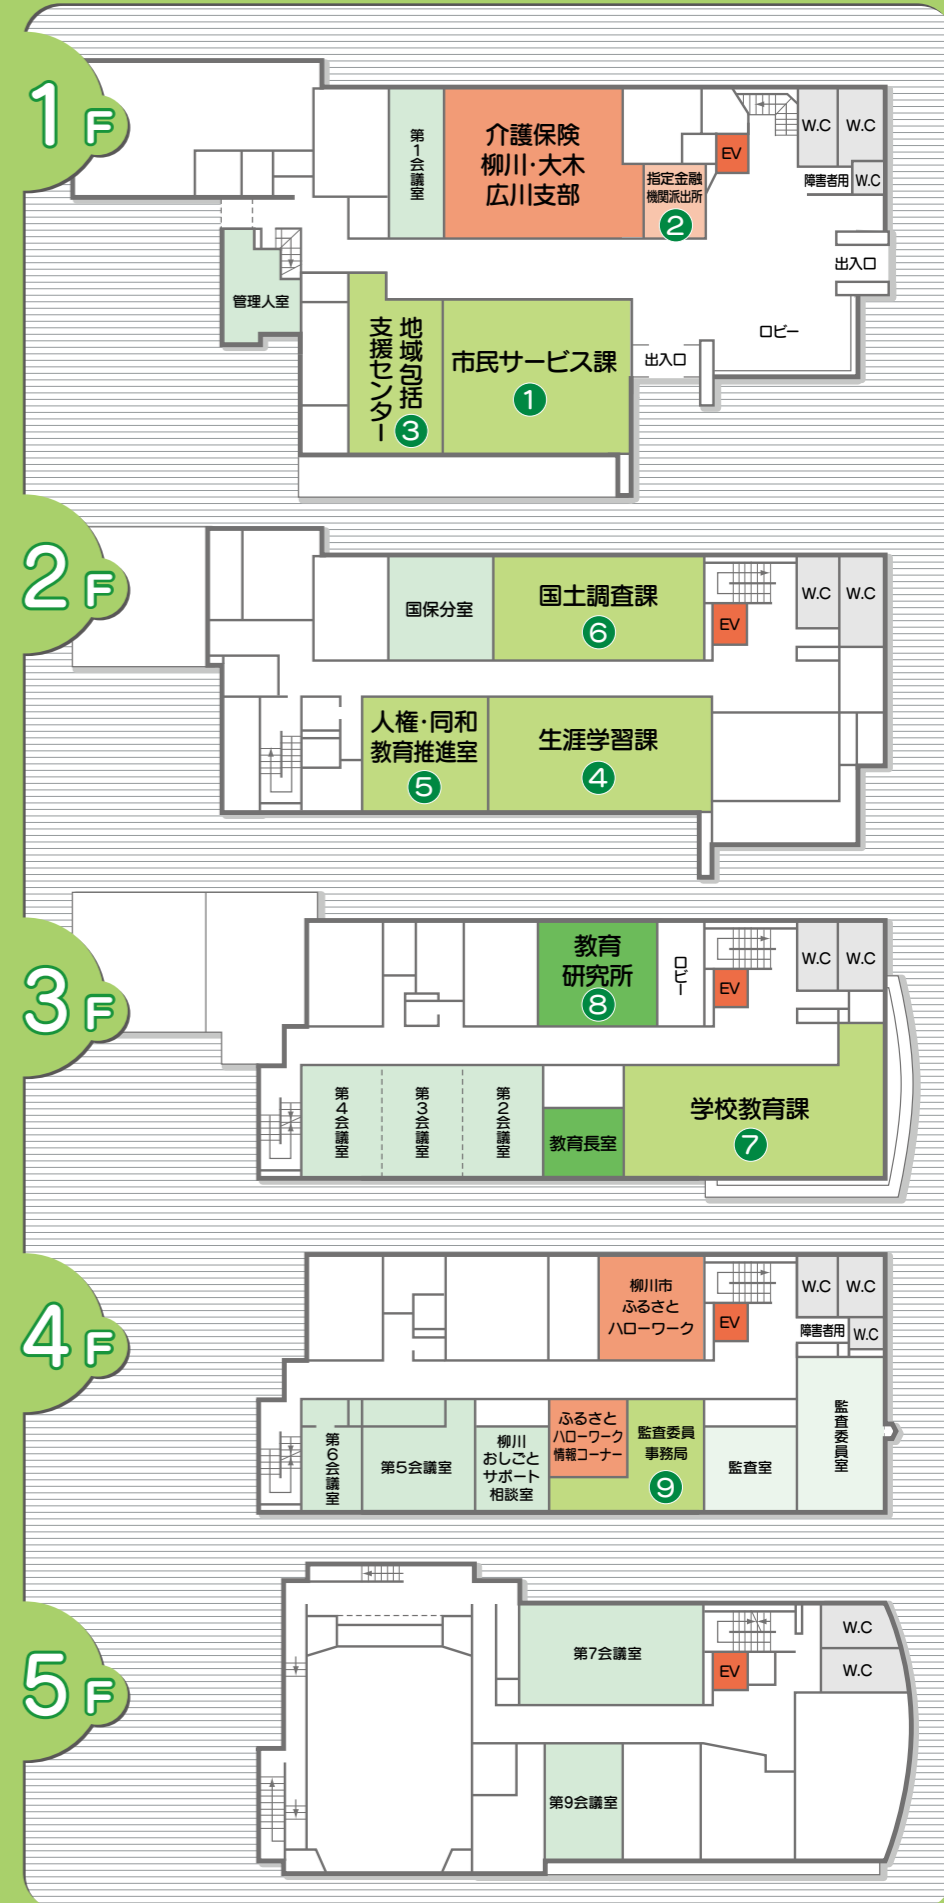 1F
第1会議室
介護保険
柳川・大木
広川支部
指定金融
機関派出所
②
EV
W.C
W.C
障害者用
W.C
出入口
管理人室
地域包括
支援センター
③
市民サービス課
①
出入口
ロビー
2F
国保分室
国土調査課
⑥
EV
W.C
W.C
人権・同和
教育推進室
⑤
生涯学習課
④
3F
教育
研究所
⑧
ロビー
EV
W.C
W.C
第4会議室
第3会議室
第2会議室
教育長室
学校教育課
⑦
4F
柳川市
ふるさと
ハローワーク
EV
W.C
W.C
障害者用
W.C
第6会議室
第5会議室
柳川
おしごと
サポート
相談室
ふるさと
ハローワーク
情報コーナー
監査委員
事務局
⑨
監査室
監査委員室
5F
第7会議室
EV
W.C
W.C
第9会議室